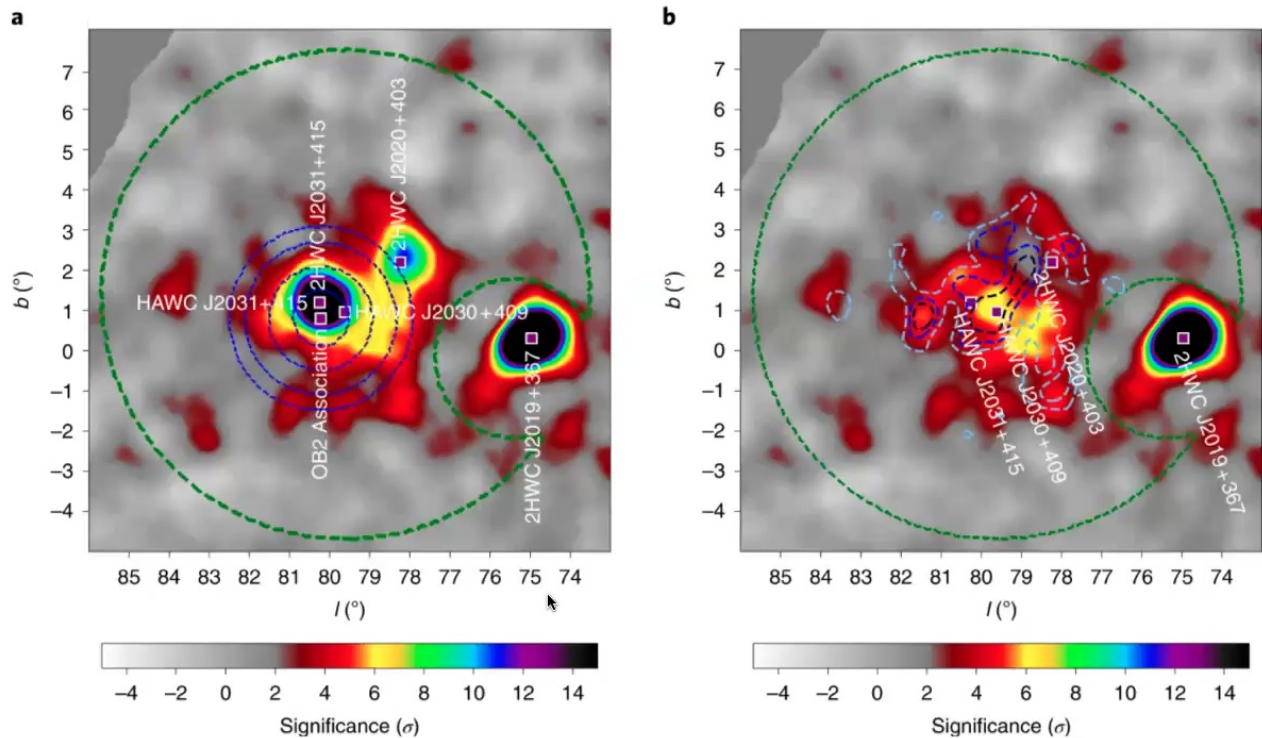 a
7
6
5
4
3
2
1
0
–1
–2
–3
–4
b (°)
2HWC J2031+415
2HWC J2020+403
HAWC J2031+415
HAWC J2030+409
OB2 Association
2HWC J2019+367
85 84 83 82 81 80 79 78 77 76 75 74
l (°)
–4 –2 0 2 4 6 8 10 12 14
Significance (σ)
b
7
6
5
4
3
2
1
0
–1
–2
–3
–4
b (°)
2HWC J2020+403
HAWC J2031+415
HAWC J2030+409
2HWC J2019+367
85 84 83 82 81 80 79 78 77 76 75 74
l (°)
–4 –2 0 2 4 6 8 10 12 14
Significance (σ)